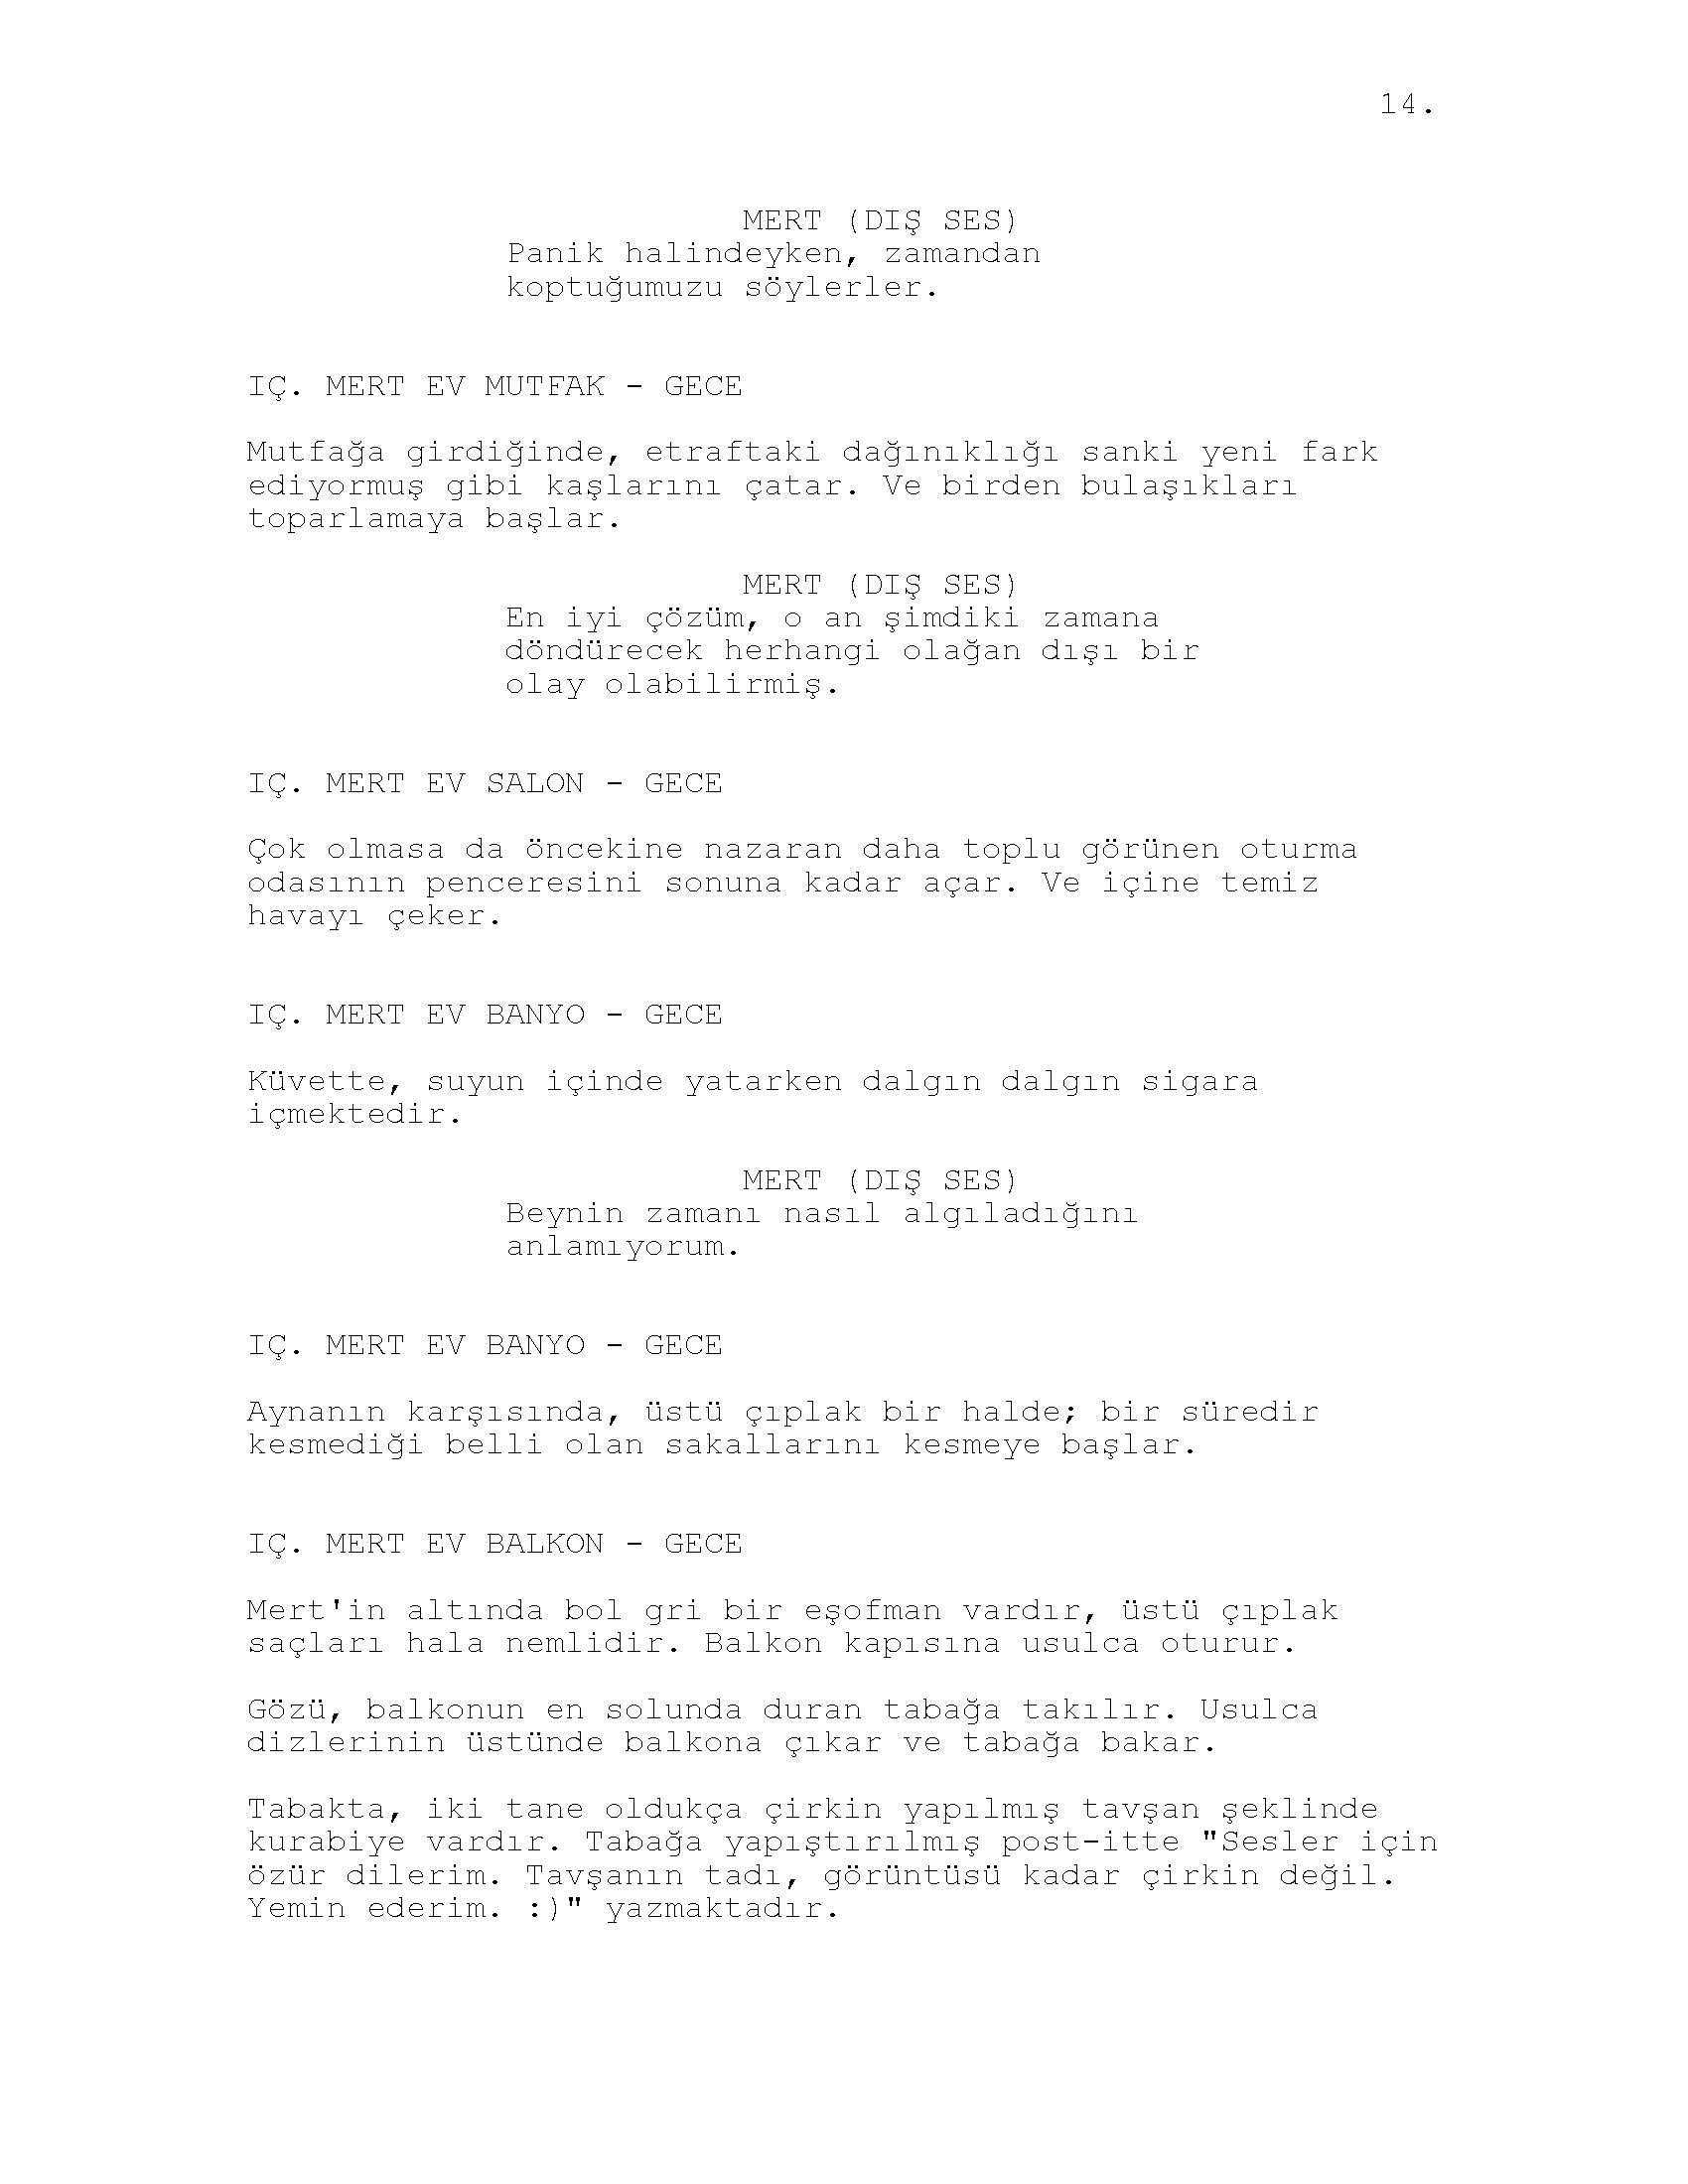 14.
MERT (DIŞ SES)
Panik halindeyken, zamandan
koptuğumuzu söylerler.
IÇ. MERT EV MUTFAK - GECE
Mutfağa girdiğinde, etraftaki dağınıklığı sanki yeni fark
ediyormuş gibi kaşlarını çatar. Ve birden bulaşıkları
toparlamaya başlar.
MERT (DIŞ SES)
En iyi çözüm, o an şimdiki zamana
döndürecek herhangi olağan dışı bir
olay olabilirmiş.
IÇ. MERT EV SALON - GECE
Çok olmasa da öncekine nazaran daha toplu görünen oturma
odasının penceresini sonuna kadar açar. Ve içine temiz
havayı çeker.
IÇ. MERT EV BANYO - GECE
Küvette, suyun içinde yatarken dalgın dalgın sigara
içmektedir.
MERT (DIŞ SES)
Beynin zamanı nasıl algıladığını
anlamıyorum.
IÇ. MERT EV BANYO - GECE
Aynanın karşısında, üstü çıplak bir halde; bir süredir
kesmediği belli olan sakallarını kesmeye başlar.
IÇ. MERT EV BALKON - GECE
Mert'in altında bol gri bir eşofman vardır, üstü çıplak
saçları hala nemlidir. Balkon kapısına usulca oturur.
Gözü, balkonun en solunda duran tabağa takılır. Usulca
dizlerinin üstünde balkona çıkar ve tabağa bakar.
Tabakta, iki tane oldukça çirkin yapılmış tavşan şeklinde
kurabiye vardır. Tabağa yapıştırılmış post-itte "Sesler için
özür dilerim. Tavşanın tadı, görüntüsü kadar çirkin değil.
Yemin ederim. :)" yazmaktadır.